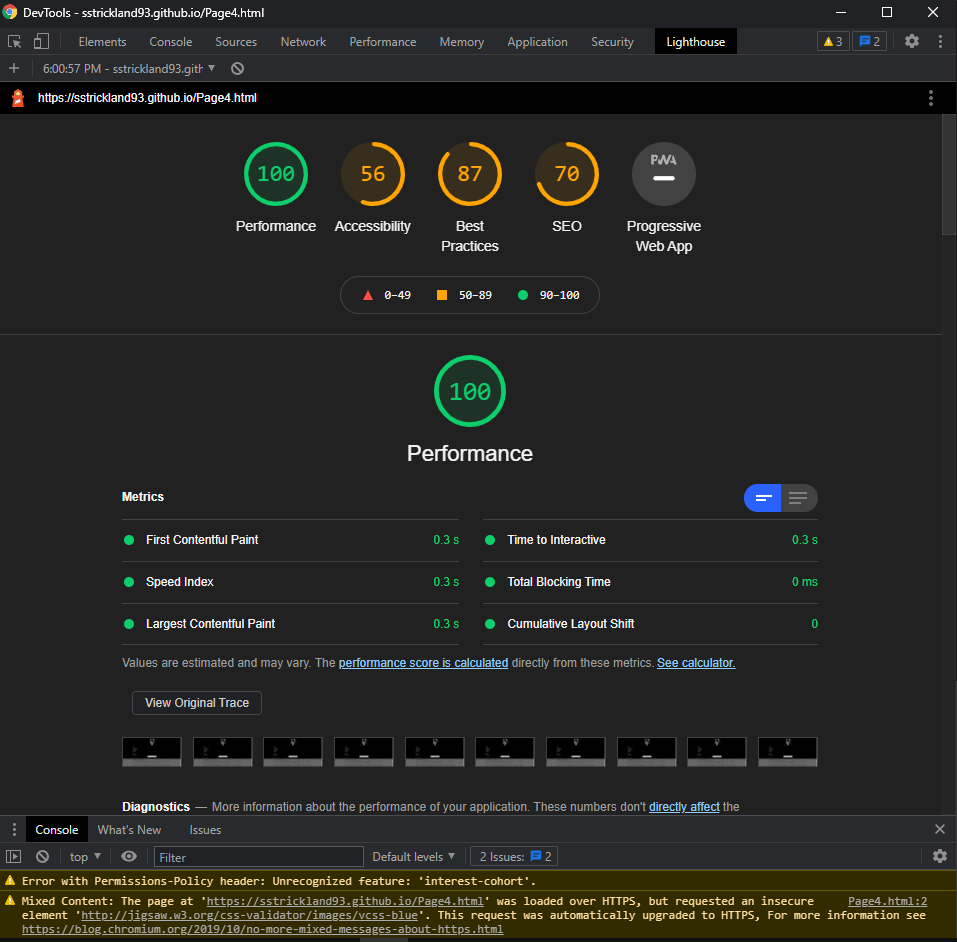 DevTools - sstrickland93.github.io/Page4.html
Elements Console Sources Network Performance Memory Application Security Lighthouse 3 2
6:00:57 PM - sstrickland93.gith
https://sstrickland93.github.io/Page4.html
100 56 87 70 PWA
Performance Accessibility Best Practices SEO Progressive Web App
0–49 50–89 90–100
100
Performance
Metrics
First Contentful Paint 0.3 s Time to Interactive 0.3 s
Speed Index 0.3 s Total Blocking Time 0 ms
Largest Contentful Paint 0.3 s Cumulative Layout Shift 0
Values are estimated and may vary. The performance score is calculated directly from these metrics. See calculator.
View Original Trace
Diagnostics — More information about the performance of your application. These numbers don't directly affect the
Console What's New Issues
top Filter Default levels 2 Issues: 2
Error with Permissions-Policy header: Unrecognized feature: 'interest-cohort'.
Mixed Content: The page at 'https://sstrickland93.github.io/Page4.html' was loaded over HTTPS, but requested an insecure Page4.html:2
element 'http://jigsaw.w3.org/css-validator/images/vcss-blue'. This request was automatically upgraded to HTTPS, For more information see
https://blog.chromium.org/2019/10/no-more-mixed-messages-about-https.html